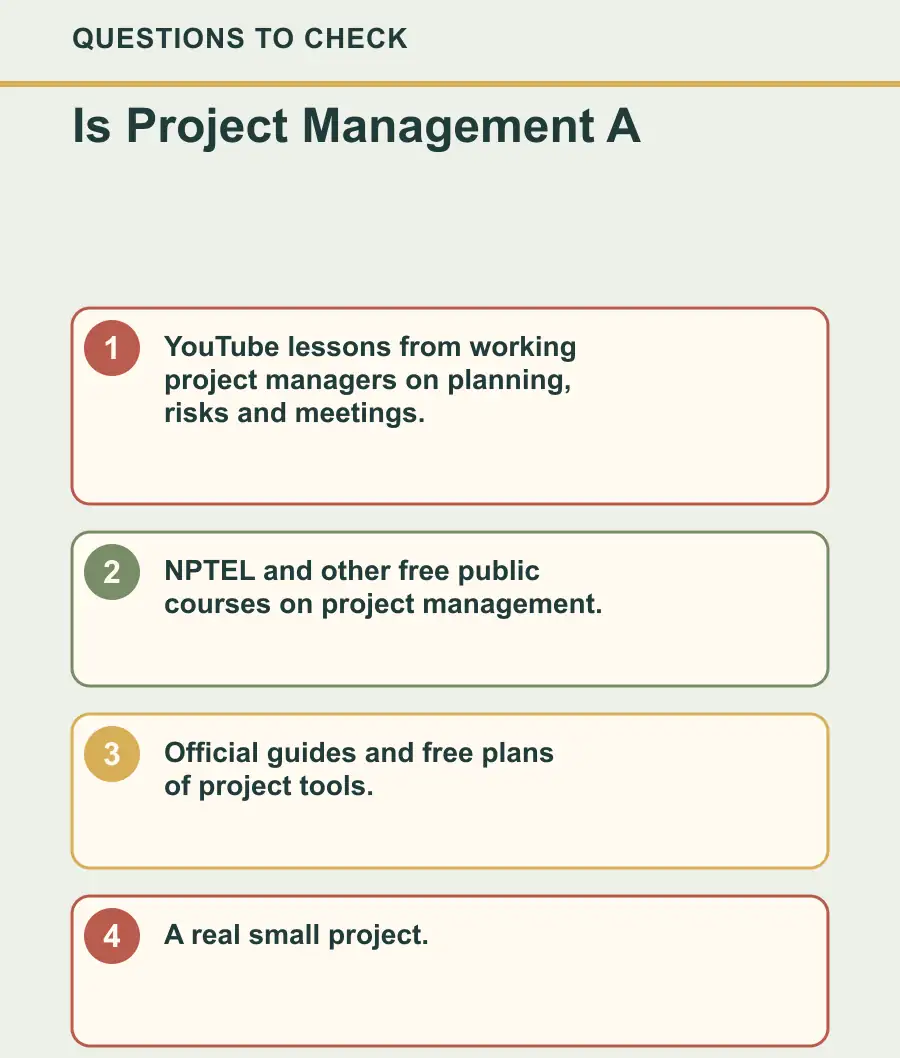 QUESTIONS TO CHECK
Is Project Management A
1
YouTube lessons from working
project managers on planning,
risks and meetings.
2
NPTEL and other free public
courses on project management.
3
Official guides and free plans
of project tools.
4
A real small project.